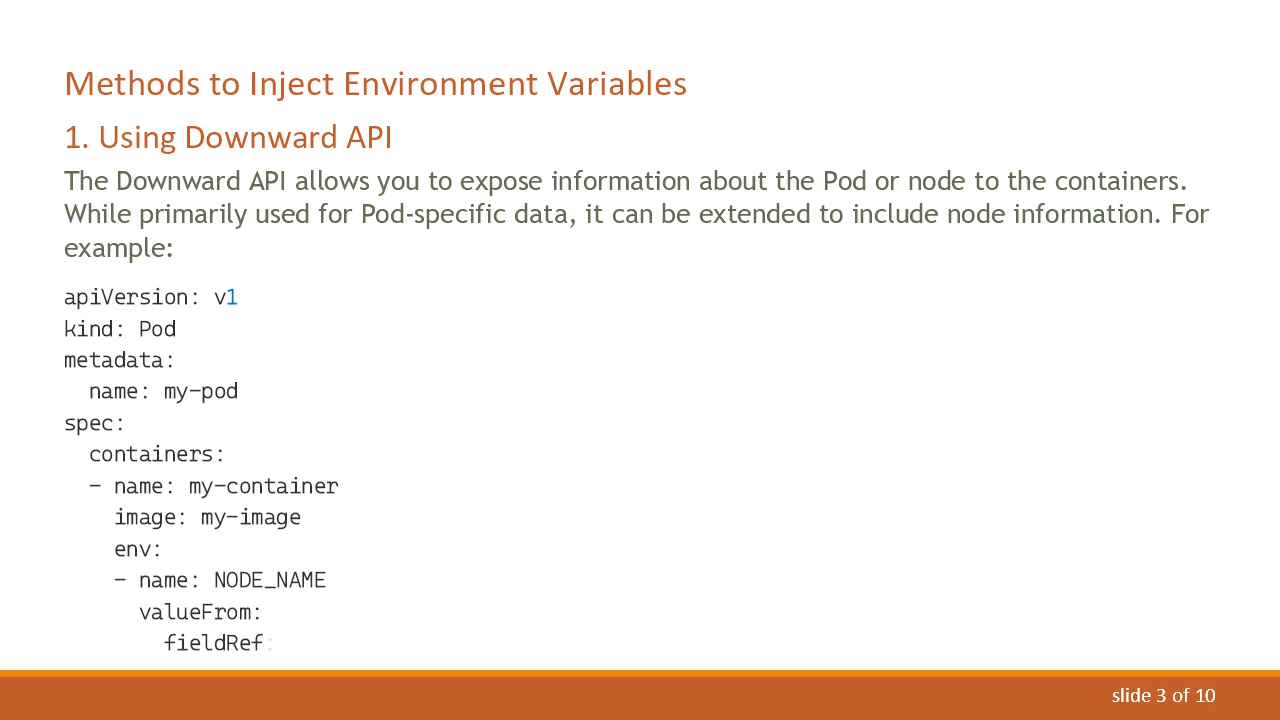 Methods to Inject Environment Variables
1. Using Downward API
The Downward API allows you to expose information about the Pod or node to the containers.
While primarily used for Pod-specific data, it can be extended to include node information. For
example:
apiVersion: v1
kind: Pod
metadata:
  name: my-pod
spec:
  containers:
  - name: my-container
    image: my-image
    env:
    - name: NODE_NAME
      valueFrom:
        fieldRef:
slide 3 of 10